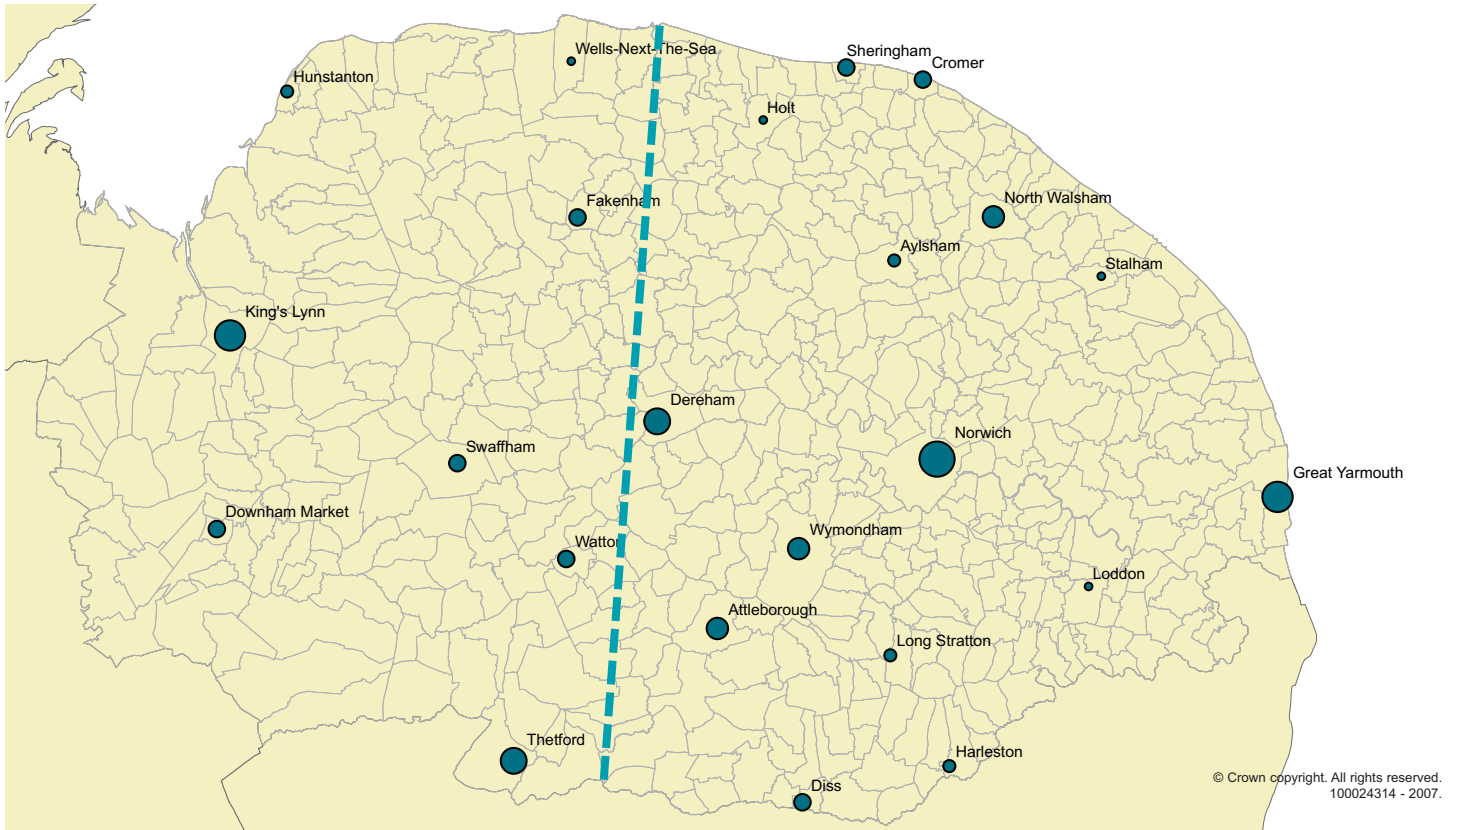 Wells-Next-The-Sea
Sheringham
Cromer
Hunstanton
Holt
Fakenham
North Walsham
Aylsham
Stalham
King's Lynn
Dereham
Norwich
Swaffham
Great Yarmouth
Downham Market
Wymondham
Watton
Loddon
Attleborough
Long Stratton
Thetford
Harleston
Diss
© Crown copyright. All rights reserved.
100024314 - 2007.